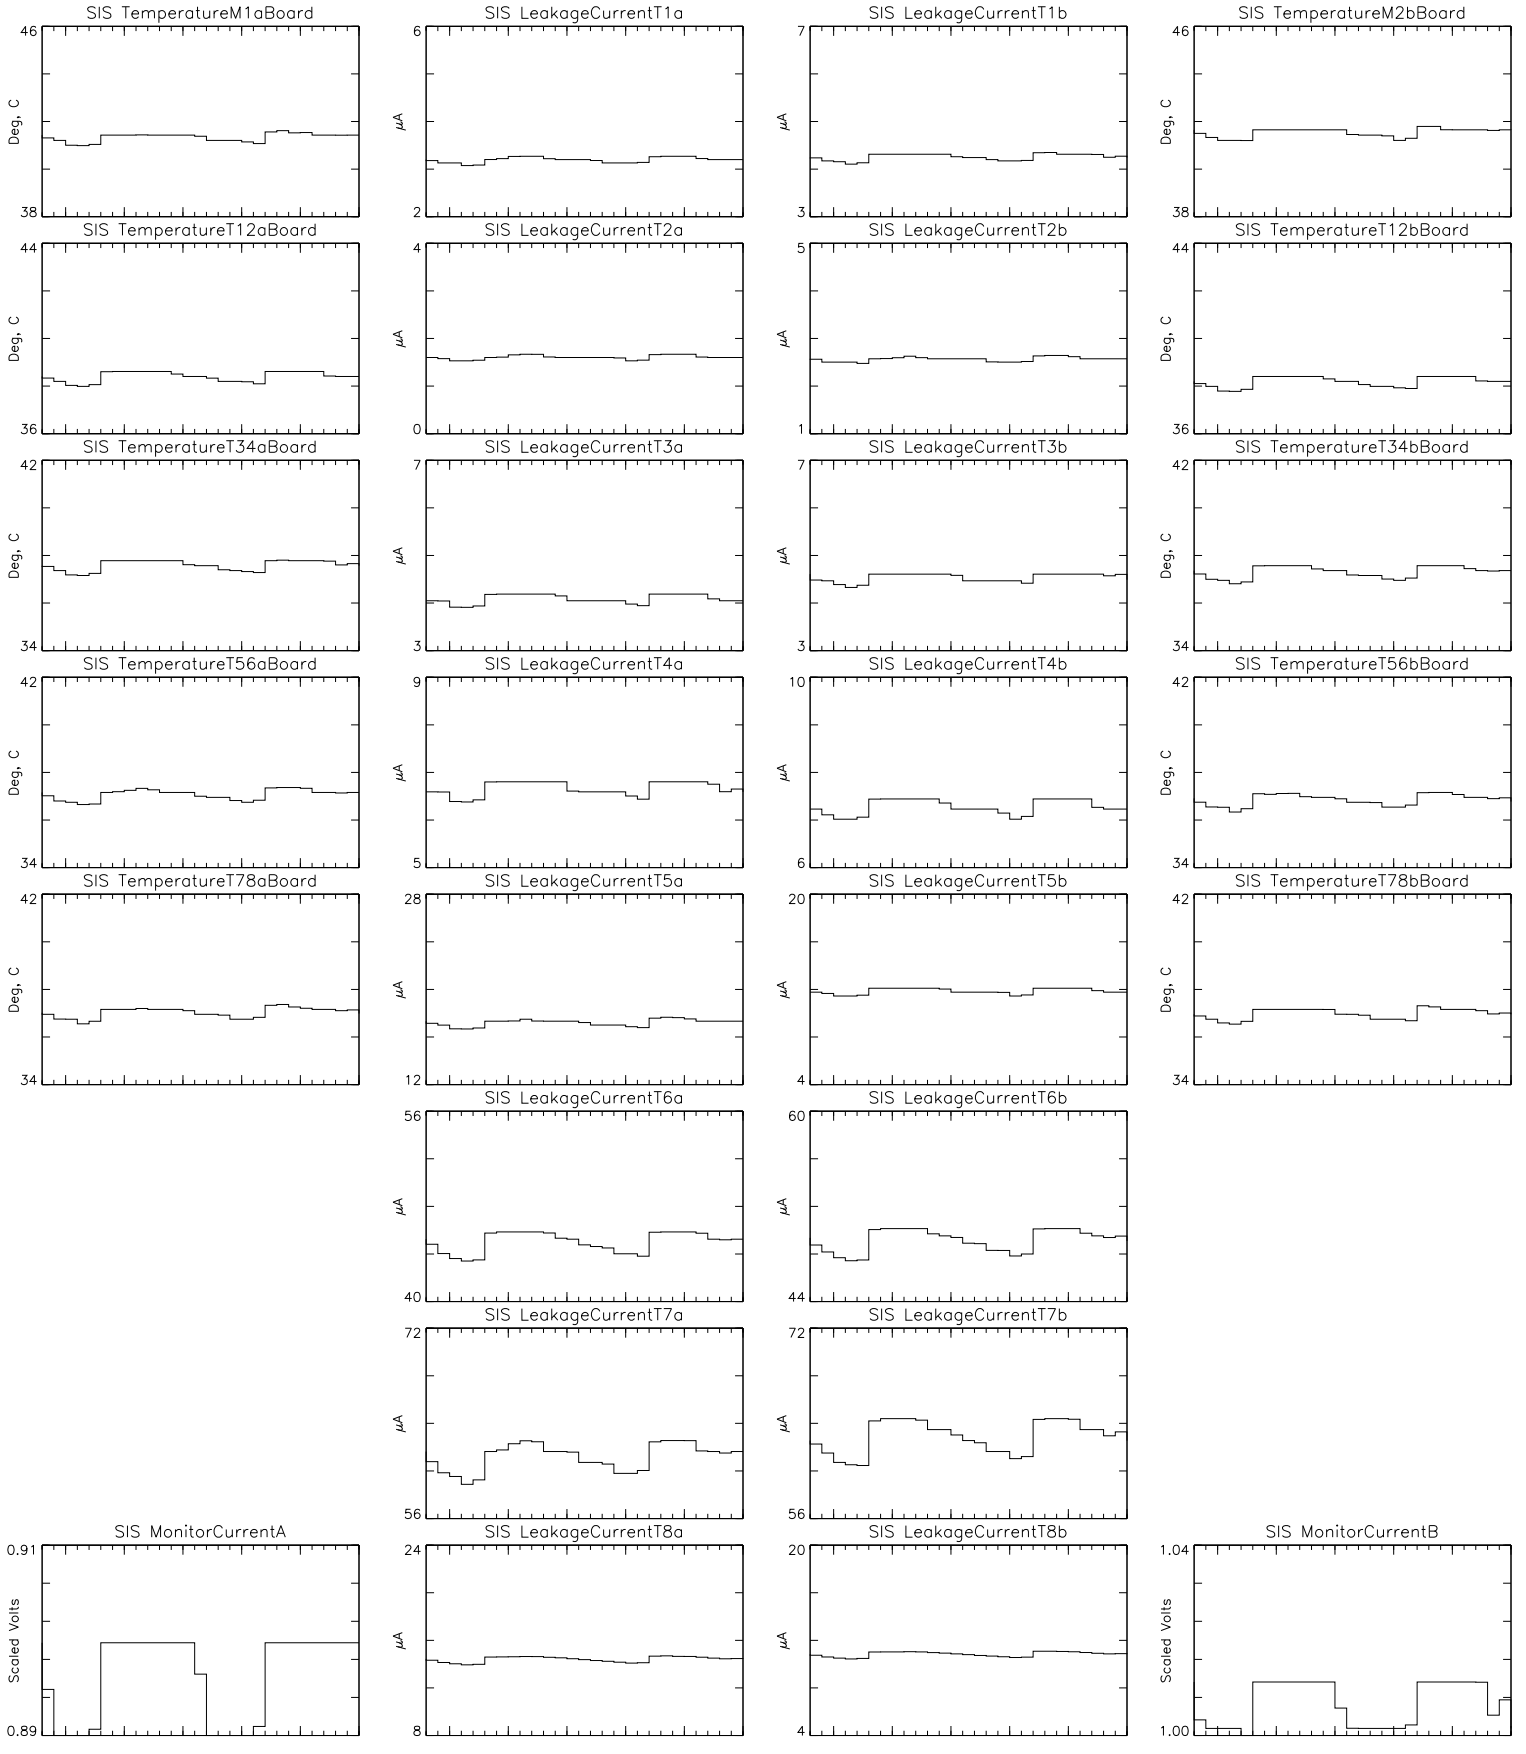 SIS TemperatureM1aBoard
46
Deg, C
38
SIS LeakageCurrentT1a
6
μA
2
SIS LeakageCurrentT1b
7
μA
3
SIS TemperatureM2bBoard
46
Deg, C
38
SIS TemperatureT12aBoard
44
Deg, C
36
SIS LeakageCurrentT2a
4
μA
0
SIS LeakageCurrentT2b
5
μA
1
SIS TemperatureT12bBoard
44
Deg, C
36
SIS TemperatureT34aBoard
42
Deg, C
34
SIS LeakageCurrentT3a
7
μA
3
SIS LeakageCurrentT3b
7
μA
3
SIS TemperatureT34bBoard
42
Deg, C
34
SIS TemperatureT56aBoard
42
Deg, C
34
SIS LeakageCurrentT4a
9
μA
5
SIS LeakageCurrentT4b
10
μA
6
SIS TemperatureT56bBoard
42
Deg, C
34
SIS TemperatureT78aBoard
42
Deg, C
34
SIS LeakageCurrentT5a
28
μA
12
SIS LeakageCurrentT5b
20
μA
4
SIS TemperatureT78bBoard
42
Deg, C
34
SIS LeakageCurrentT6a
56
μA
40
SIS LeakageCurrentT6b
60
μA
44
SIS LeakageCurrentT7a
72
μA
56
SIS LeakageCurrentT7b
72
μA
56
SIS MonitorCurrentA
0.91
Scaled Volts
0.89
SIS LeakageCurrentT8a
24
μA
8
SIS LeakageCurrentT8b
20
μA
4
SIS MonitorCurrentB
1.04
Scaled Volts
1.00